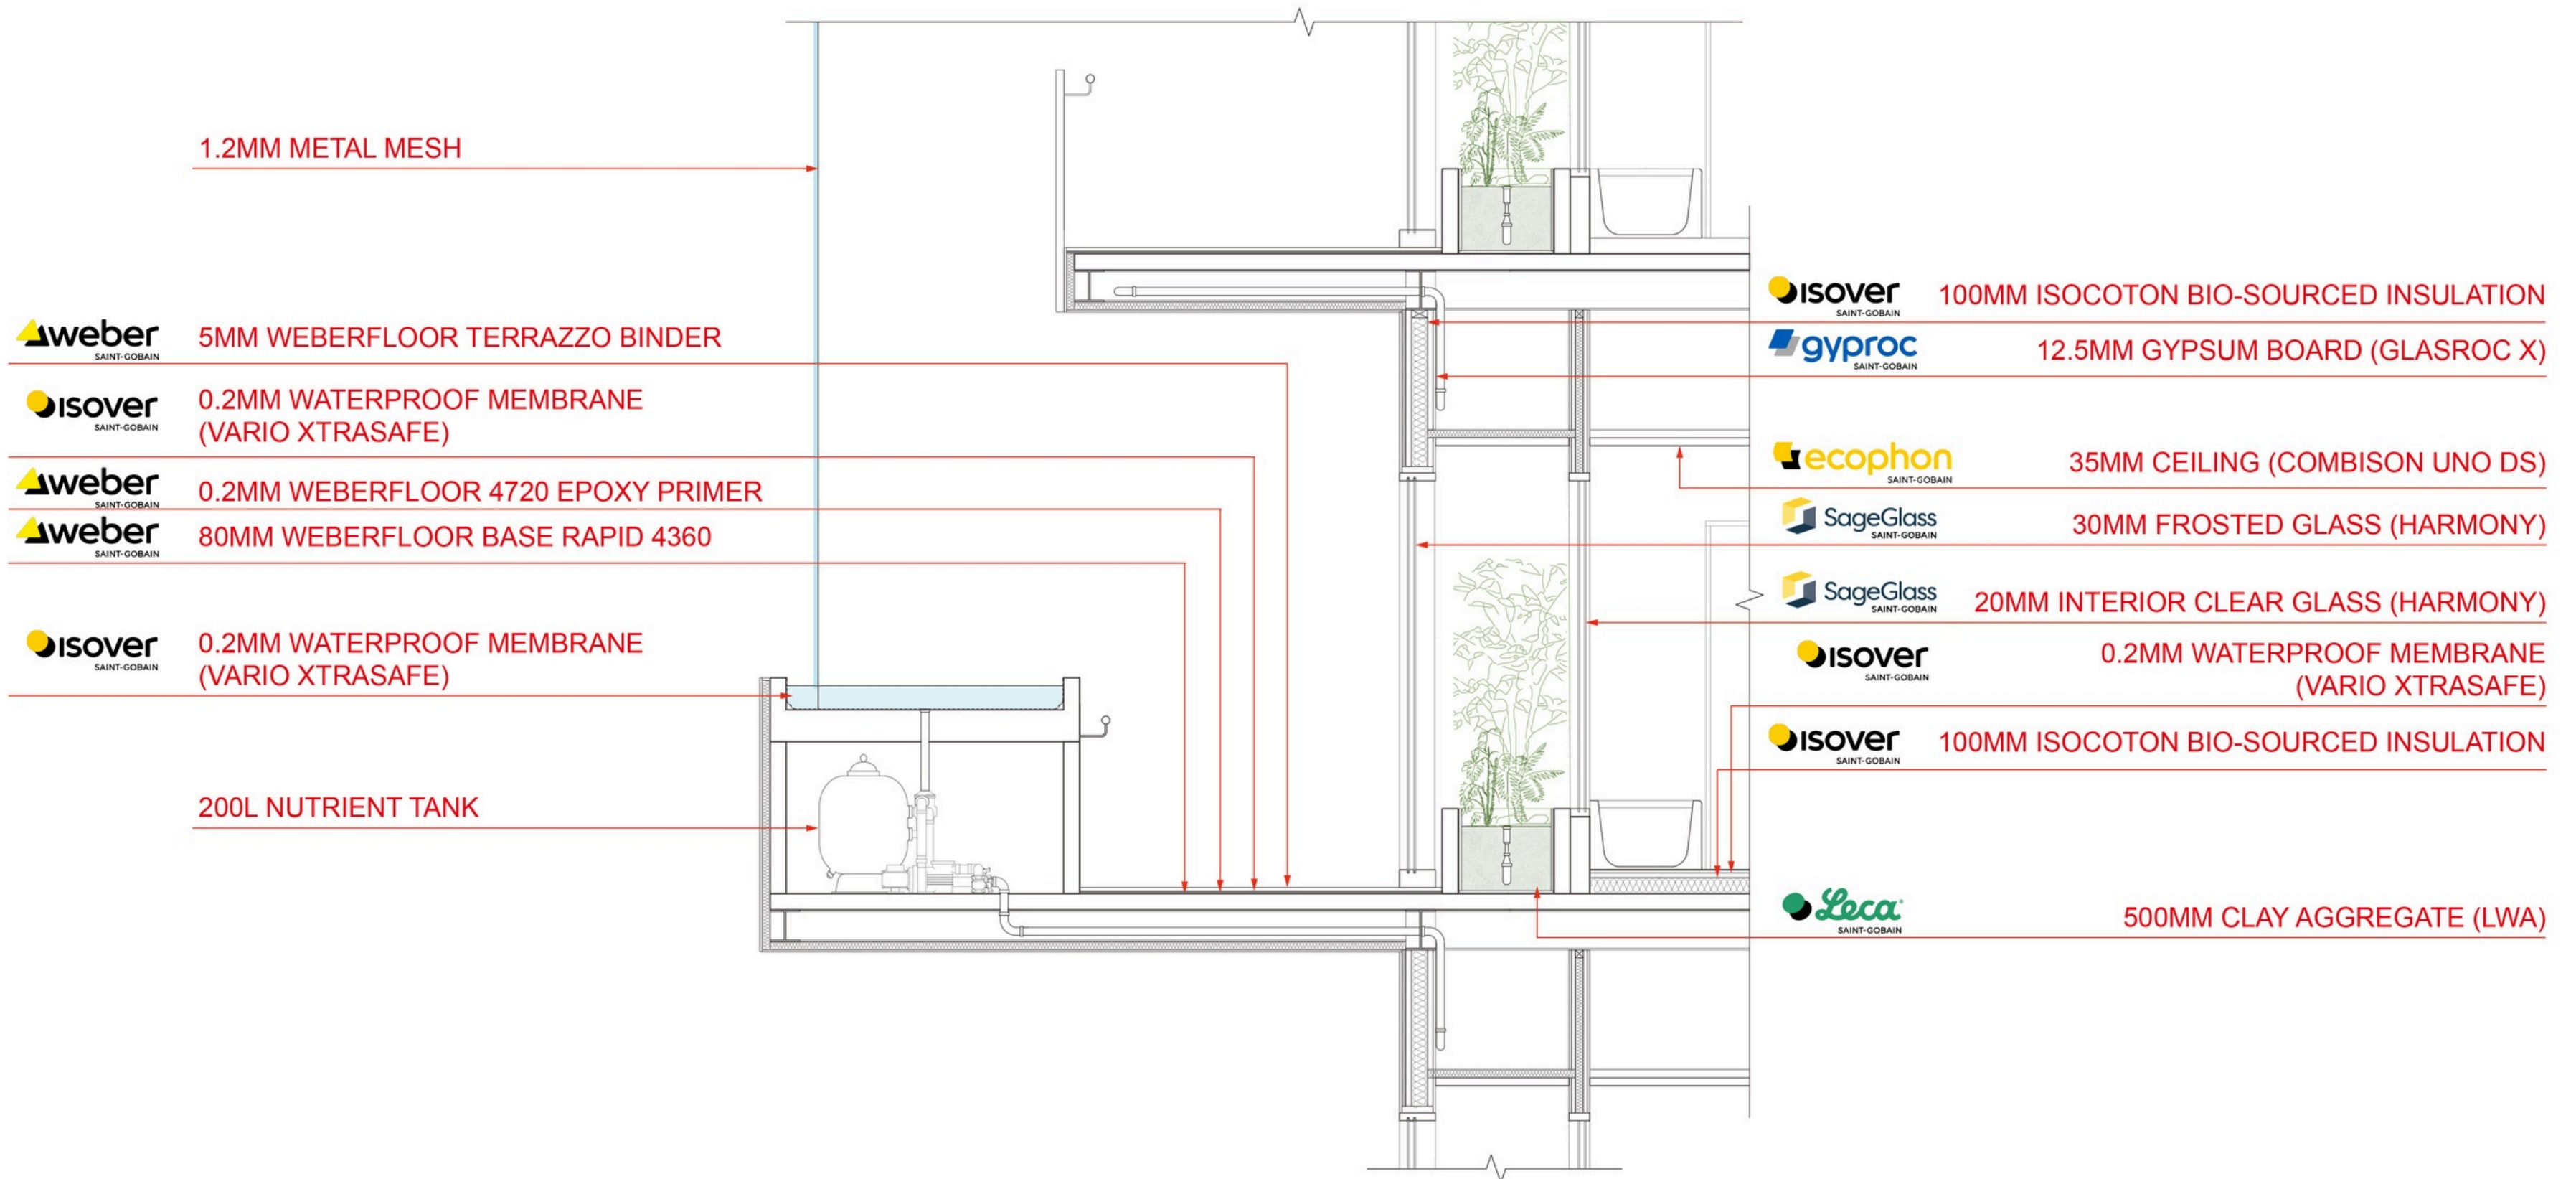 1.2MM METAL MESH
weber
SAINT-GOBAIN
5MM WEBERFLOOR TERRAZZO BINDER
isover
SAINT-GOBAIN
0.2MM WATERPROOF MEMBRANE
(VARIO XTRASAFE)
weber
SAINT-GOBAIN
0.2MM WEBERFLOOR 4720 EPOXY PRIMER
weber
SAINT-GOBAIN
80MM WEBERFLOOR BASE RAPID 4360
isover
SAINT-GOBAIN
0.2MM WATERPROOF MEMBRANE
(VARIO XTRASAFE)
200L NUTRIENT TANK
isover
SAINT-GOBAIN
100MM ISOCOTON BIO-SOURCED INSULATION
gyproc
SAINT-GOBAIN
12.5MM GYPSUM BOARD (GLASROC X)
ecophon
SAINT-GOBAIN
35MM CEILING (COMBISON UNO DS)
SageGlass
SAINT-GOBAIN
30MM FROSTED GLASS (HARMONY)
SageGlass
SAINT-GOBAIN
20MM INTERIOR CLEAR GLASS (HARMONY)
isover
SAINT-GOBAIN
0.2MM WATERPROOF MEMBRANE
(VARIO XTRASAFE)
isover
SAINT-GOBAIN
100MM ISOCOTON BIO-SOURCED INSULATION
Leca
SAINT-GOBAIN
500MM CLAY AGGREGATE (LWA)